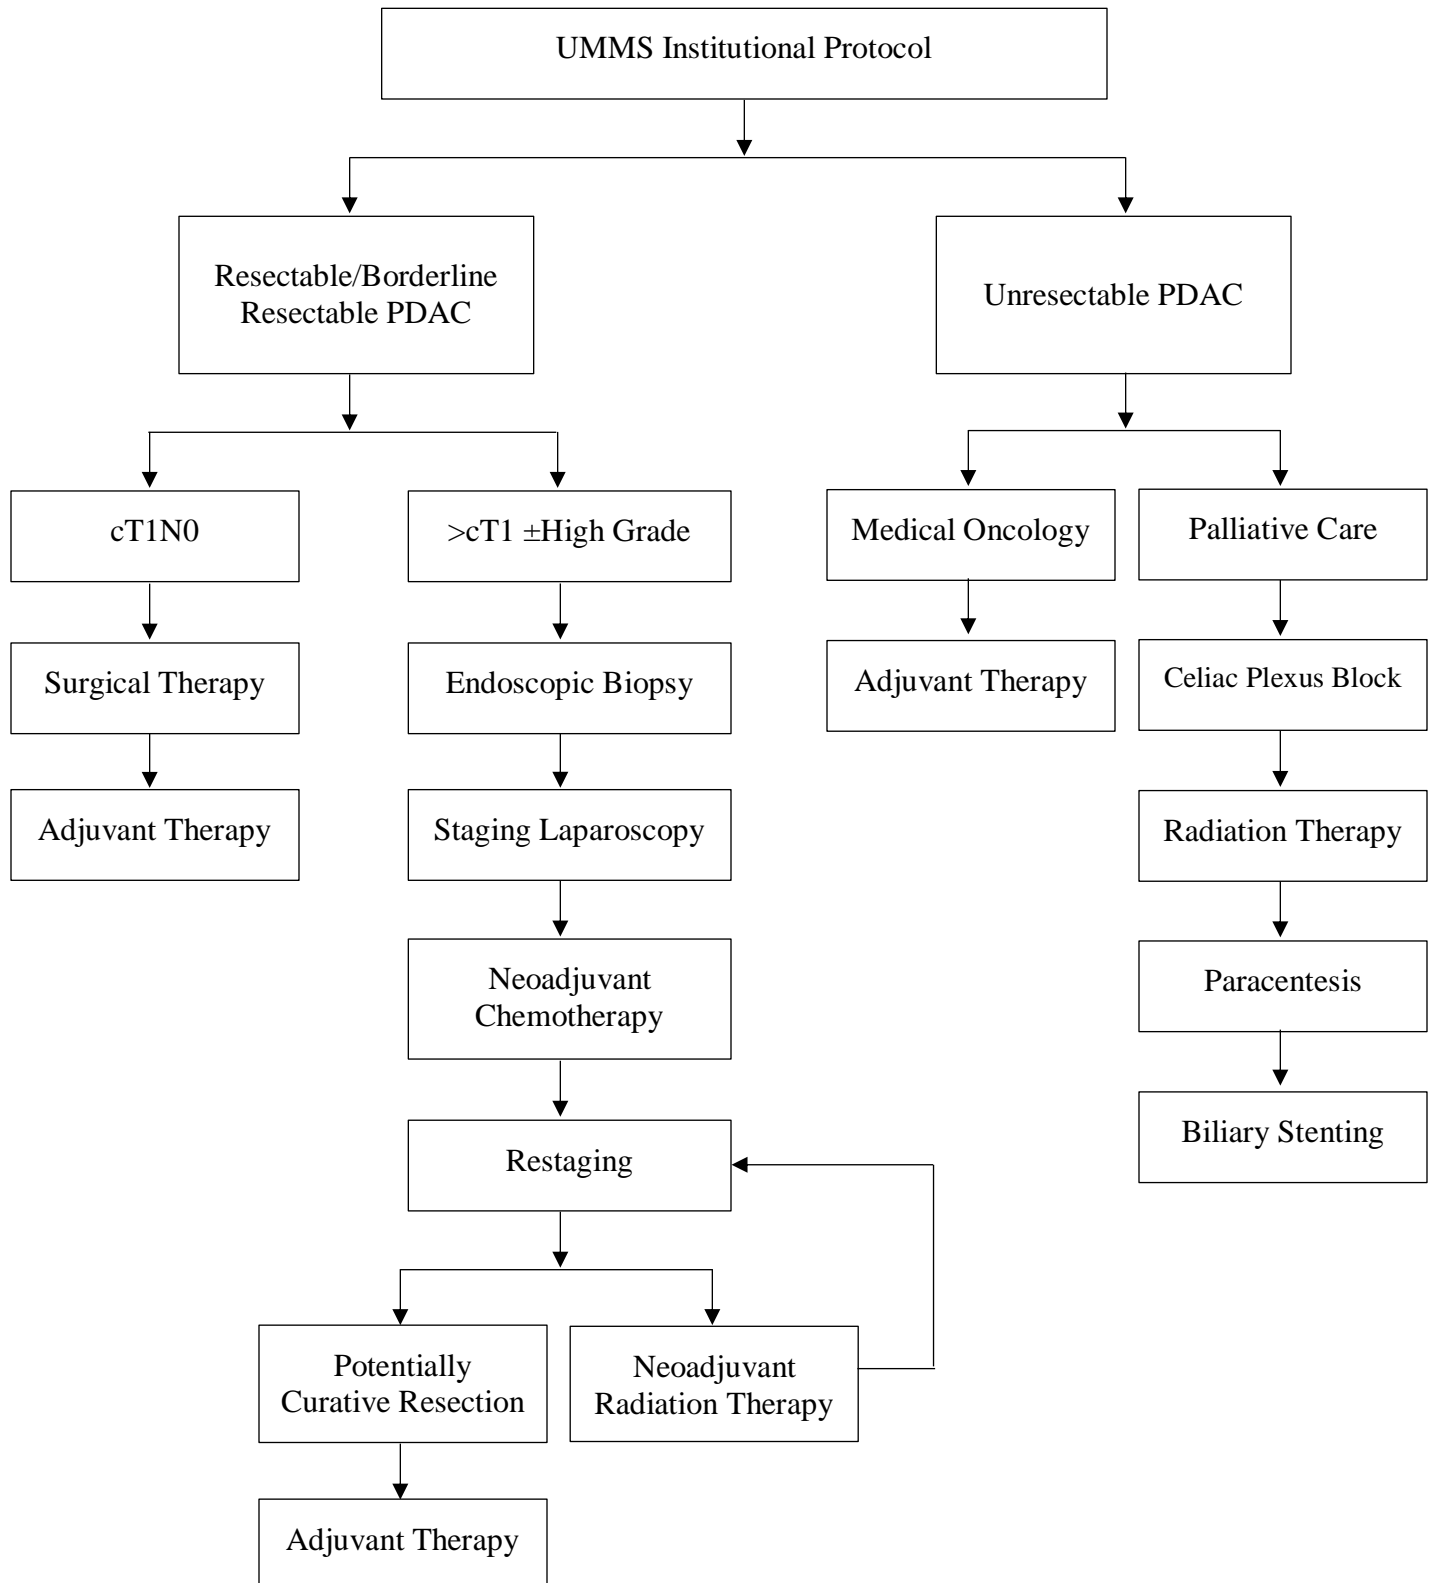 UMMS Institutional Protocol
Resectable/Borderline
Resectable PDAC
Unresectable PDAC
cT1N0
>cT1 ±High Grade
Medical Oncology
Palliative Care
Surgical Therapy
Endoscopic Biopsy
Adjuvant Therapy
Celiac Plexus Block
Adjuvant Therapy
Staging Laparoscopy
Radiation Therapy
Neoadjuvant
Chemotherapy
Paracentesis
Restaging
Biliary Stenting
Potentially
Curative Resection
Neoadjuvant
Radiation Therapy
Adjuvant Therapy